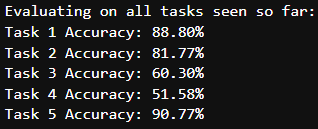 Evaluating on all tasks seen so far:
Task 1 Accuracy: 88.80%
Task 2 Accuracy: 81.77%
Task 3 Accuracy: 60.30%
Task 4 Accuracy: 51.58%
Task 5 Accuracy: 90.77%